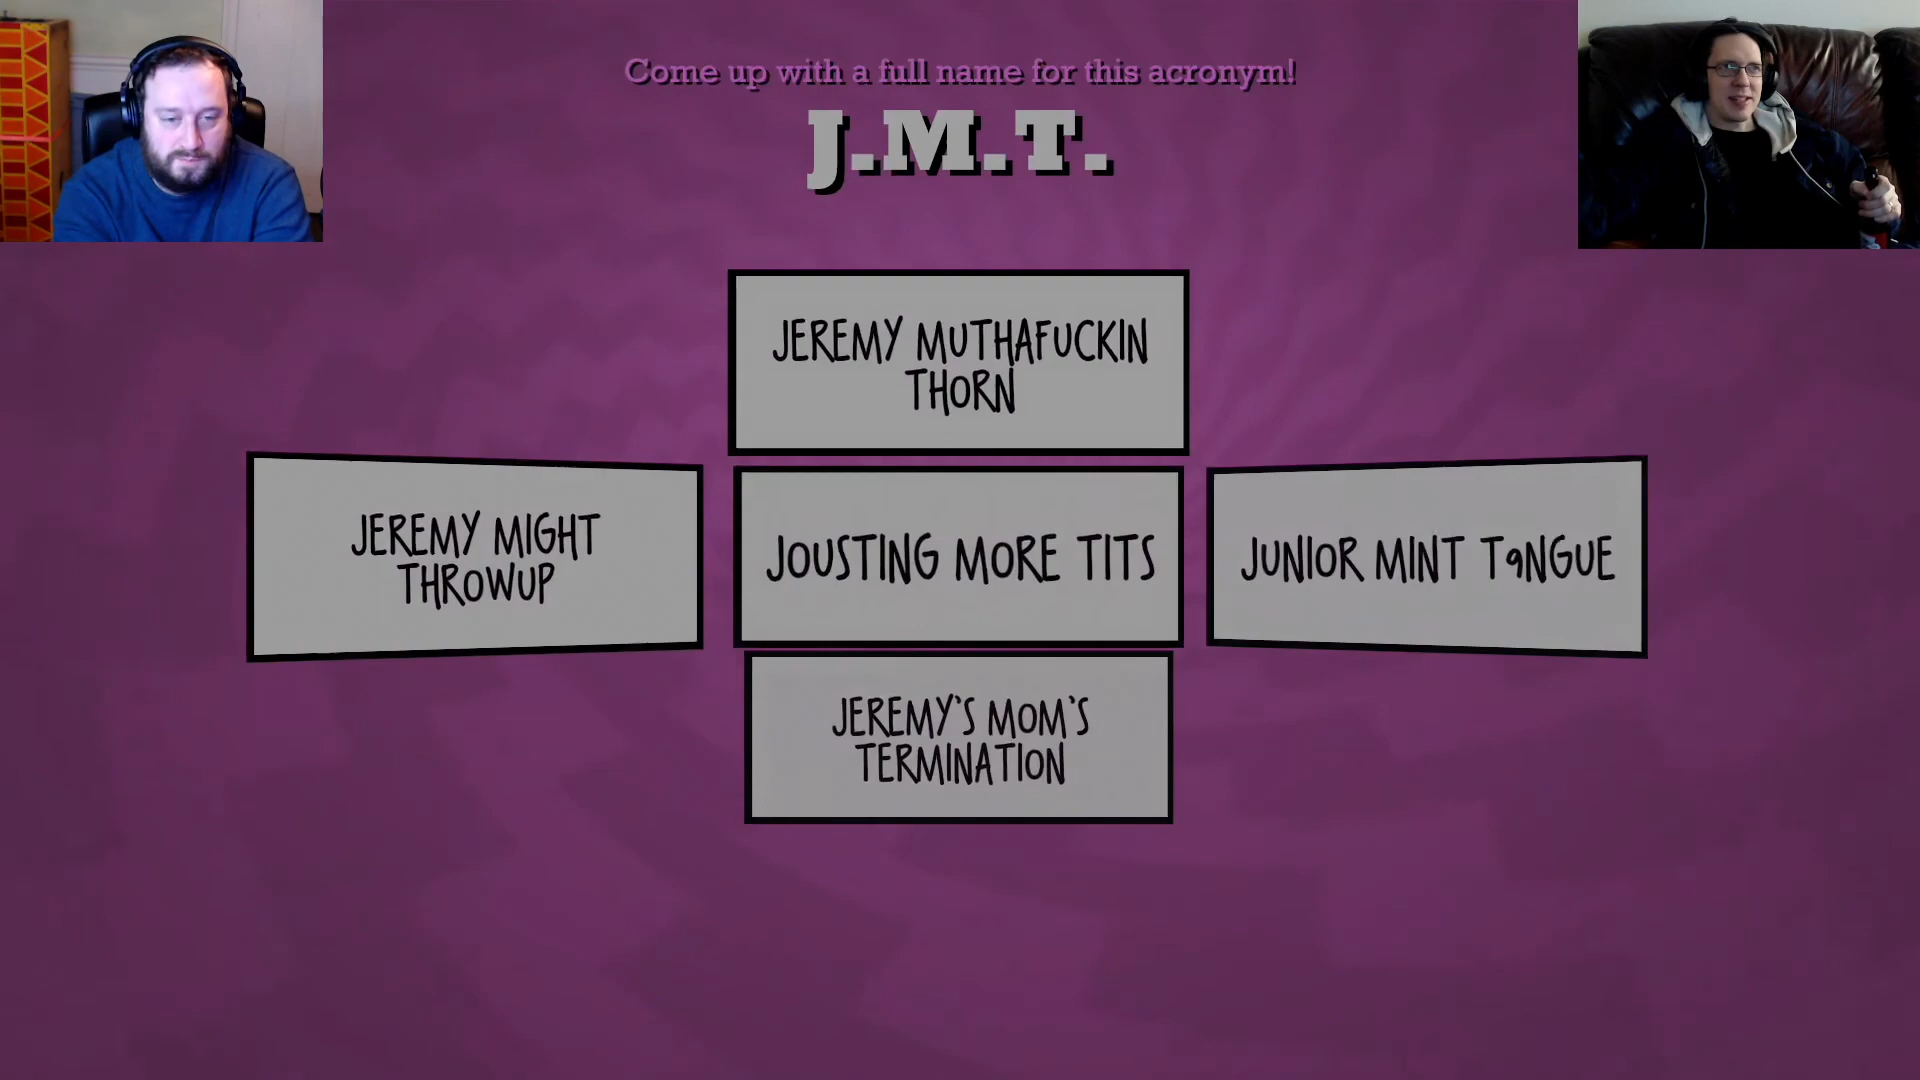 Come up with a full name for this acronym!
J.M.T.
JEREMY MUTHAFUCKIN
THORN
JEREMY MIGHT
THROWUP
JOUSTING MORE TITS
JUNIOR MINT TaNGUE
JEREMY'S MOM'S
TERMINATION